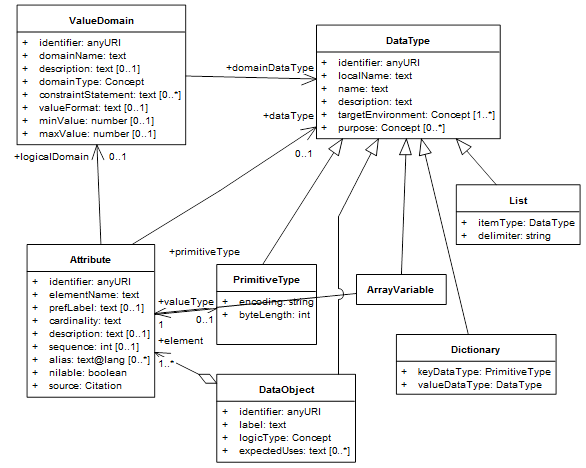 ValueDomain
+ identifier: anyURI
+ domainName: text
+ description: text [0..1]
+ domainType: Concept
+ constraintStatement: text [0..*]
+ valueFormat: text [0..1]
+ minValue: number [0..1]
+ maxValue: number [0..1]
DataType
+ identifier: anyURI
+ localName: text
+ name: text
+ description: text
+ targetEnvironment: Concept [1..*]
+ purpose: Concept [0..*]
+domainDataType
+dataType
0..1
+logicalDomain
0..1
List
+ itemType: DataType
+ delimiter: string
Attribute
+ identifier: anyURI
+ elementName: text
+ prefLabel: text [0..1]
+ cardinality: text
+ description: text [0..1]
+ sequence: int [0..1]
+ alias: text@lang [0..*]
+ nilable: boolean
+ source: Citation
+primitiveType
0..1
+valueType
1
+element
1..*
PrimitiveType
+ encoding: string
+ byteLength: int
ArrayVariable
Dictionary
+ keyDataType: PrimitiveType
+ valueDataType: DataType
DataObject
+ identifier: anyURI
+ label: text
+ logicType: Concept
+ expectedUses: text [0..*]